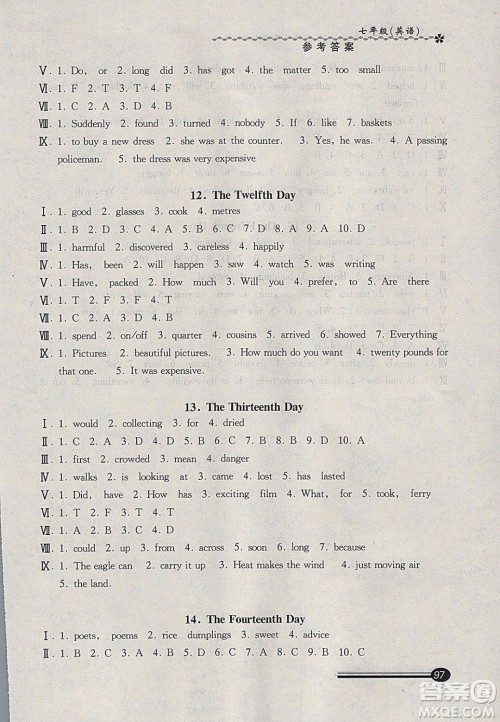 七年级(英语)
参考答案
Ⅴ. 1. Do, or 2. long did 3. has got 4. the matter 5. too small
Ⅵ. 1. F 2. T 3. T 4. F 5. T
Ⅶ. 1. C 2. A 3. D 4. B
Ⅷ. 1. Suddenly 2. found 3. turned 4. nobody 5. If 6. like 7. baskets
Ⅸ. 1. to buy a new dress 2. she was at the counter. 3. Yes, he was. 4. A passing
policeman. 5. the dress was very expensive
12. The Twelfth Day
Ⅰ. 1. good 2. glasses 3. cook 4. metres
Ⅱ. 1. B 2. D 3. C 4. A 5. B 6. C 7. D 8. B 9. A 10. D
Ⅲ. 1. harmful 2. discovered 3. careless 4. happily
Ⅳ. 1. Has, been 2. will happen 3. saw 4. watch 5. was writing
Ⅴ. 1. Have, packed 2. How much 3. Will you 4. How many 5. Are there
Ⅵ. 1. T 2. T 3. F 4. F 5. T
Ⅶ. 1. C 2. A 3. D 4. B
Ⅷ. 1. spend 2. on/off 3. quarter 4. cousins 5. arrived 6. showed 7. Everything
Ⅸ. 1. Pictures 2. beautiful pictures. 3. How much do you want 4. twenty pounds for
that one. 5. It was expensive.
13. The Thirteenth Day
Ⅰ. 1. would 2. collecting 3. for 4. dried
Ⅱ. 1. C 2. A 3. D 4. D 5. B 6. C 7. B 8. D 9. C 10. A
Ⅲ. 1. first 2. crowded 3. mean 4. danger
Ⅳ. 1. walks 2. is looking at 3. climbed 4. is 5. has lasted
Ⅴ. 1. Did, have 2. How has 3. exciting film 4. What, for 5. took, ferry
Ⅵ. 1. T 2. F 3. T 4. F 5. T
Ⅶ. 1. B 2. A 3. C 4. D
Ⅷ. 1. could 2. up 3. from 4. across 5. soon 6. long 7. because
Ⅸ. 1. The eagle can 2. can fly up 3. Heat makes the wind 4. just moving air
5. the land.
14. The Fourteenth Day
Ⅰ. 1. poets, poems 2. rice dumplings 3. sweet 4. advice
Ⅱ. 1. B 2. C 3. D 4. A 5. C 6. A 7. B 8. D 9. A 10. C
97
答案圈
MXQE.COM